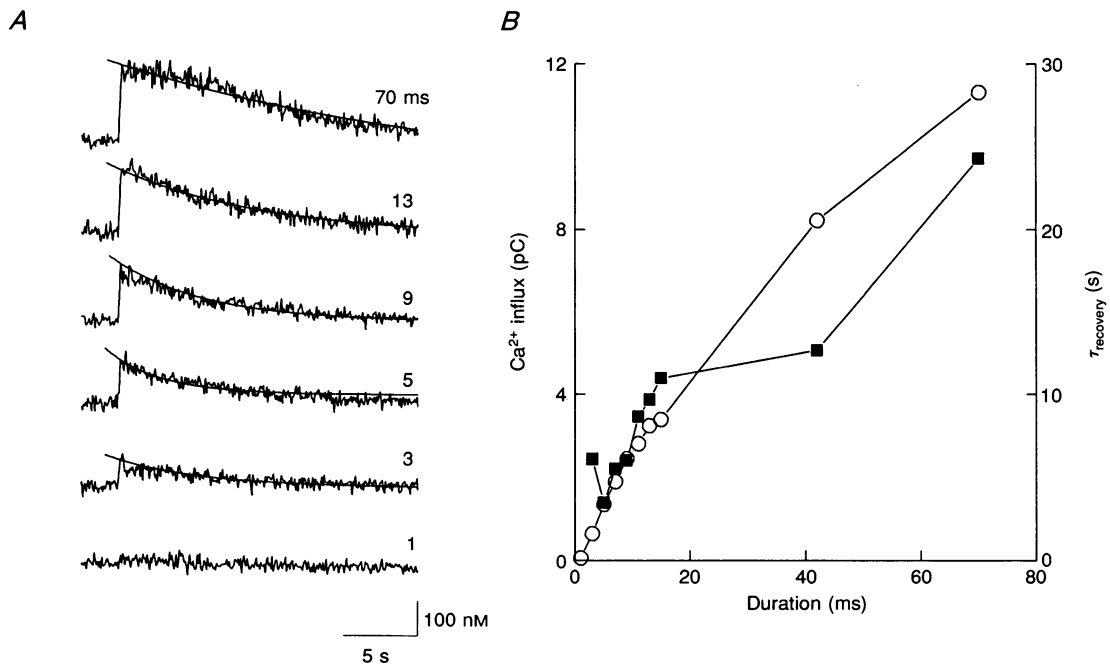 A
70 ms
13
9
5
3
1
100 nM
5 s
B
12
8
4
0
Ca2+ influx (pC)
30
20
10
0
τrecovery (s)
0 20 40 60 80
Duration (ms)